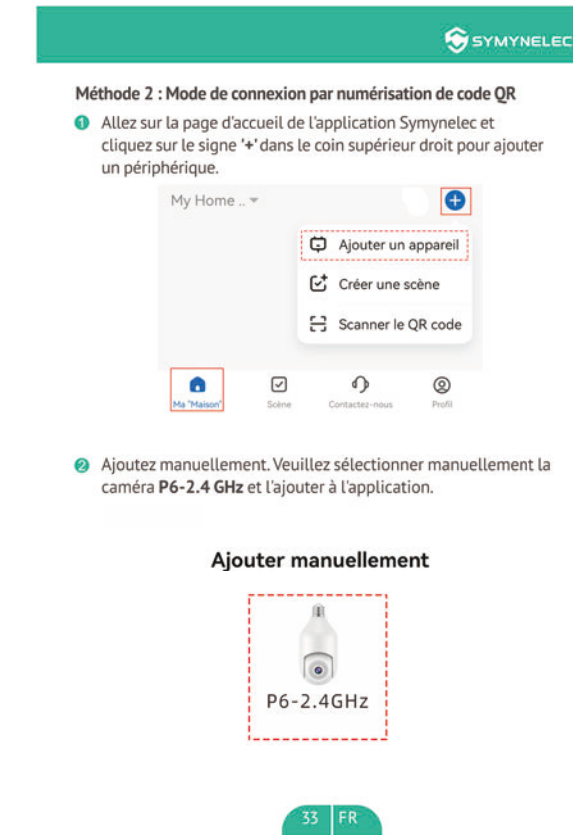 SYMYNELEC
Méthode 2 : Mode de connexion par numérisation de code QR
1 Allez sur la page d'accueil de l'application Symynelec et
cliquez sur le signe '+' dans le coin supérieur droit pour ajouter
un périphérique.
My Home ..
Ajouter un appareil
Créer une scène
Scanner le QR code
Ma "Maison" Scène Contactez-nous Profil
2 Ajoutez manuellement. Veuillez sélectionner manuellement la
caméra P6-2.4 GHz et l'ajouter à l'application.
Ajouter manuellement
P6-2.4GHz
33 FR